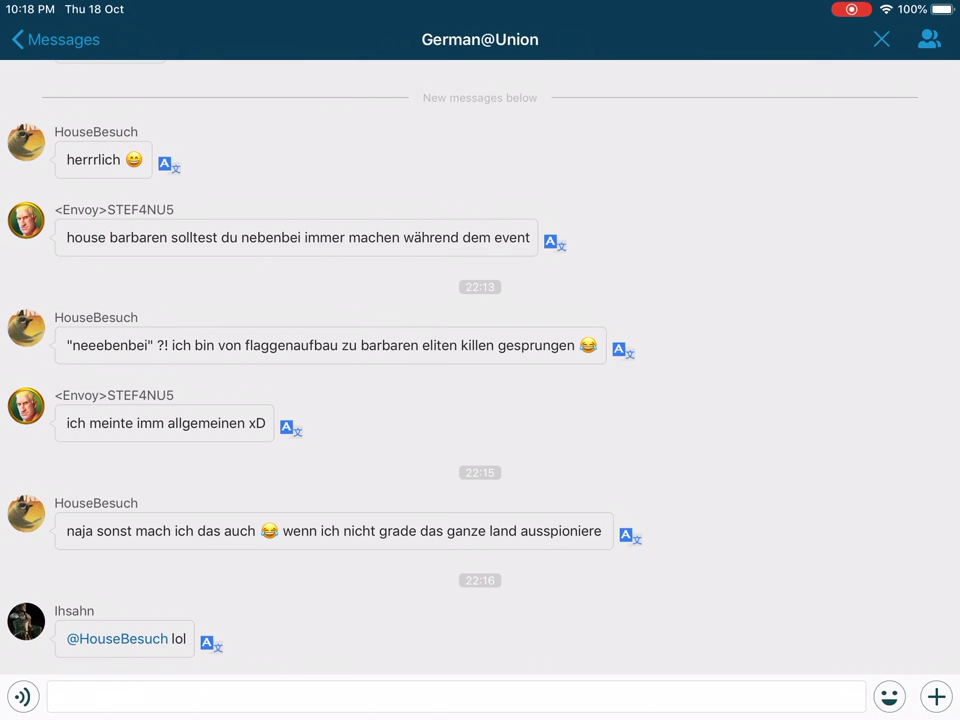 10:18 PM Thu 18 Oct
100%
Messages
German@Union
New messages below
HouseBesuch
herrrlich 😄
<Envoy>STEF4NU5
house barbaren solltest du nebenbei immer machen während dem event
22:13
HouseBesuch
"neeebenbei" ?! ich bin von flaggenaufbau zu barbaren eliten killen gesprungen 😂
<Envoy>STEF4NU5
ich meinte imm allgemeinen xD
22:15
HouseBesuch
naja sonst mach ich das auch 😂 wenn ich nicht grade das ganze land ausspioniere
22:16
Ihsahn
@HouseBesuch lol